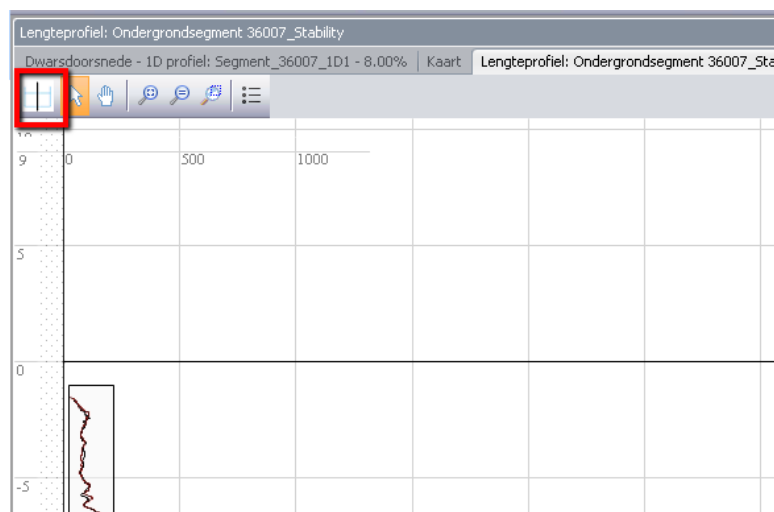 Lengteprofiel: Ondergrondsegment 36007_Stability
Dwarsdoorsnede - 1D profiel: Segment_36007_1D1 - 8.00% Kaart Lengteprofiel: Ondergrondsegment 36007_Sta
9 0 500 1000
5
0
-5